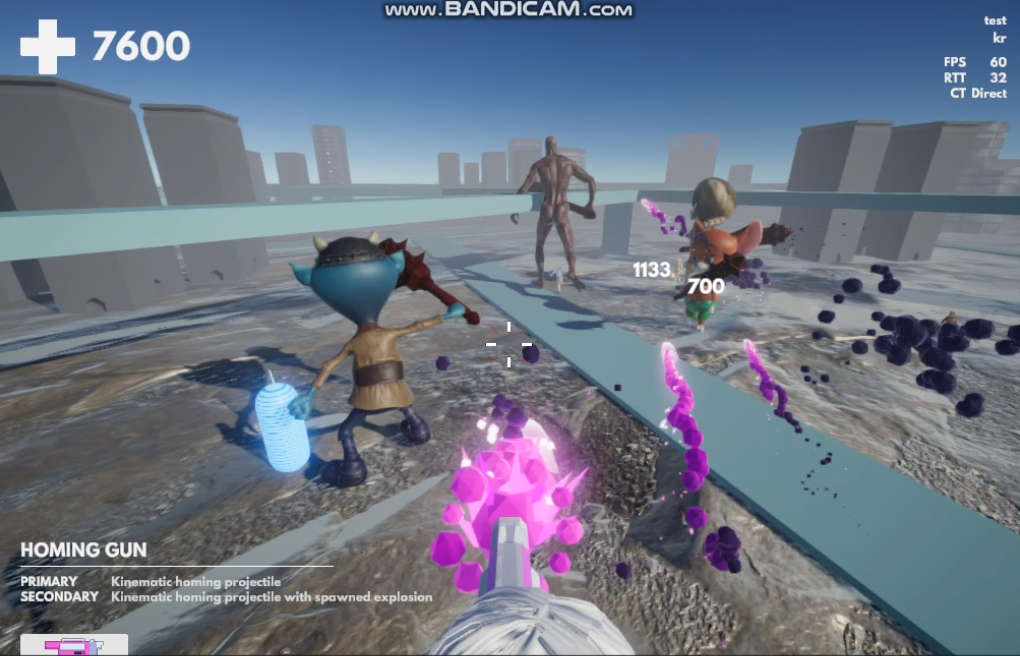 www.BANDICAM.com
7600
test
kr
FPS 60
RTT 32
CT Direct
1133
700
HOMING GUN
PRIMARY Kinematic homing projectile
SECONDARY Kinematic homing projectile with spawned explosion